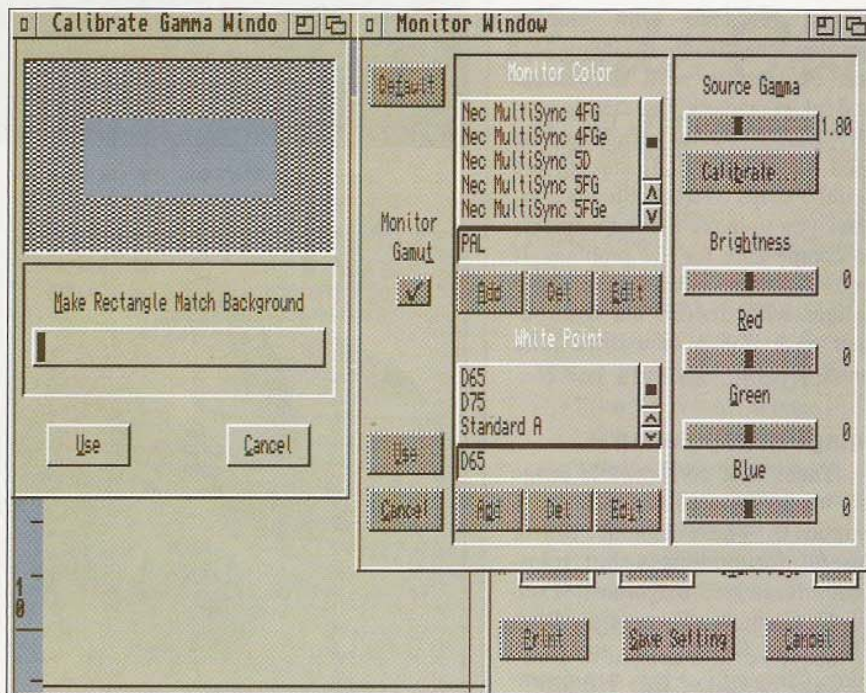 Calibrate Gamma Windo
Make Rectangle Match Background
Use
Cancel
Monitor Window
Default
Monitor Gamut
Use
Cancel
Monitor Color
Nec MultiSync 4FG
Nec MultiSync 4FGe
Nec MultiSync 5D
Nec MultiSync 5FG
Nec MultiSync 5FGe
PAL
Add
Del
Edit
White Point
D65
D75
Standard A
D65
Add
Del
Edit
Source Gamma
1.80
Calibrate
Brightness
0
Red
0
Green
0
Blue
0
10
Print
Save Setting
Cancel